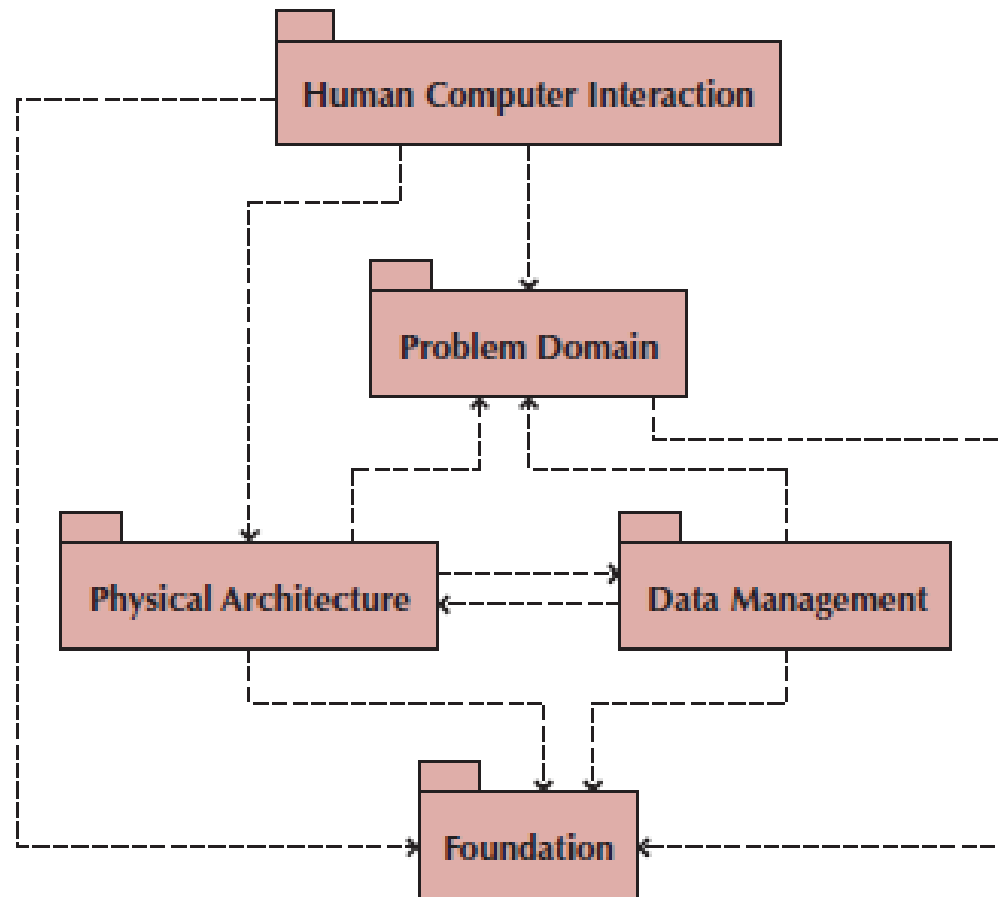 Human Computer Interaction
Problem Domain
Physical Architecture
Data Management
Foundation